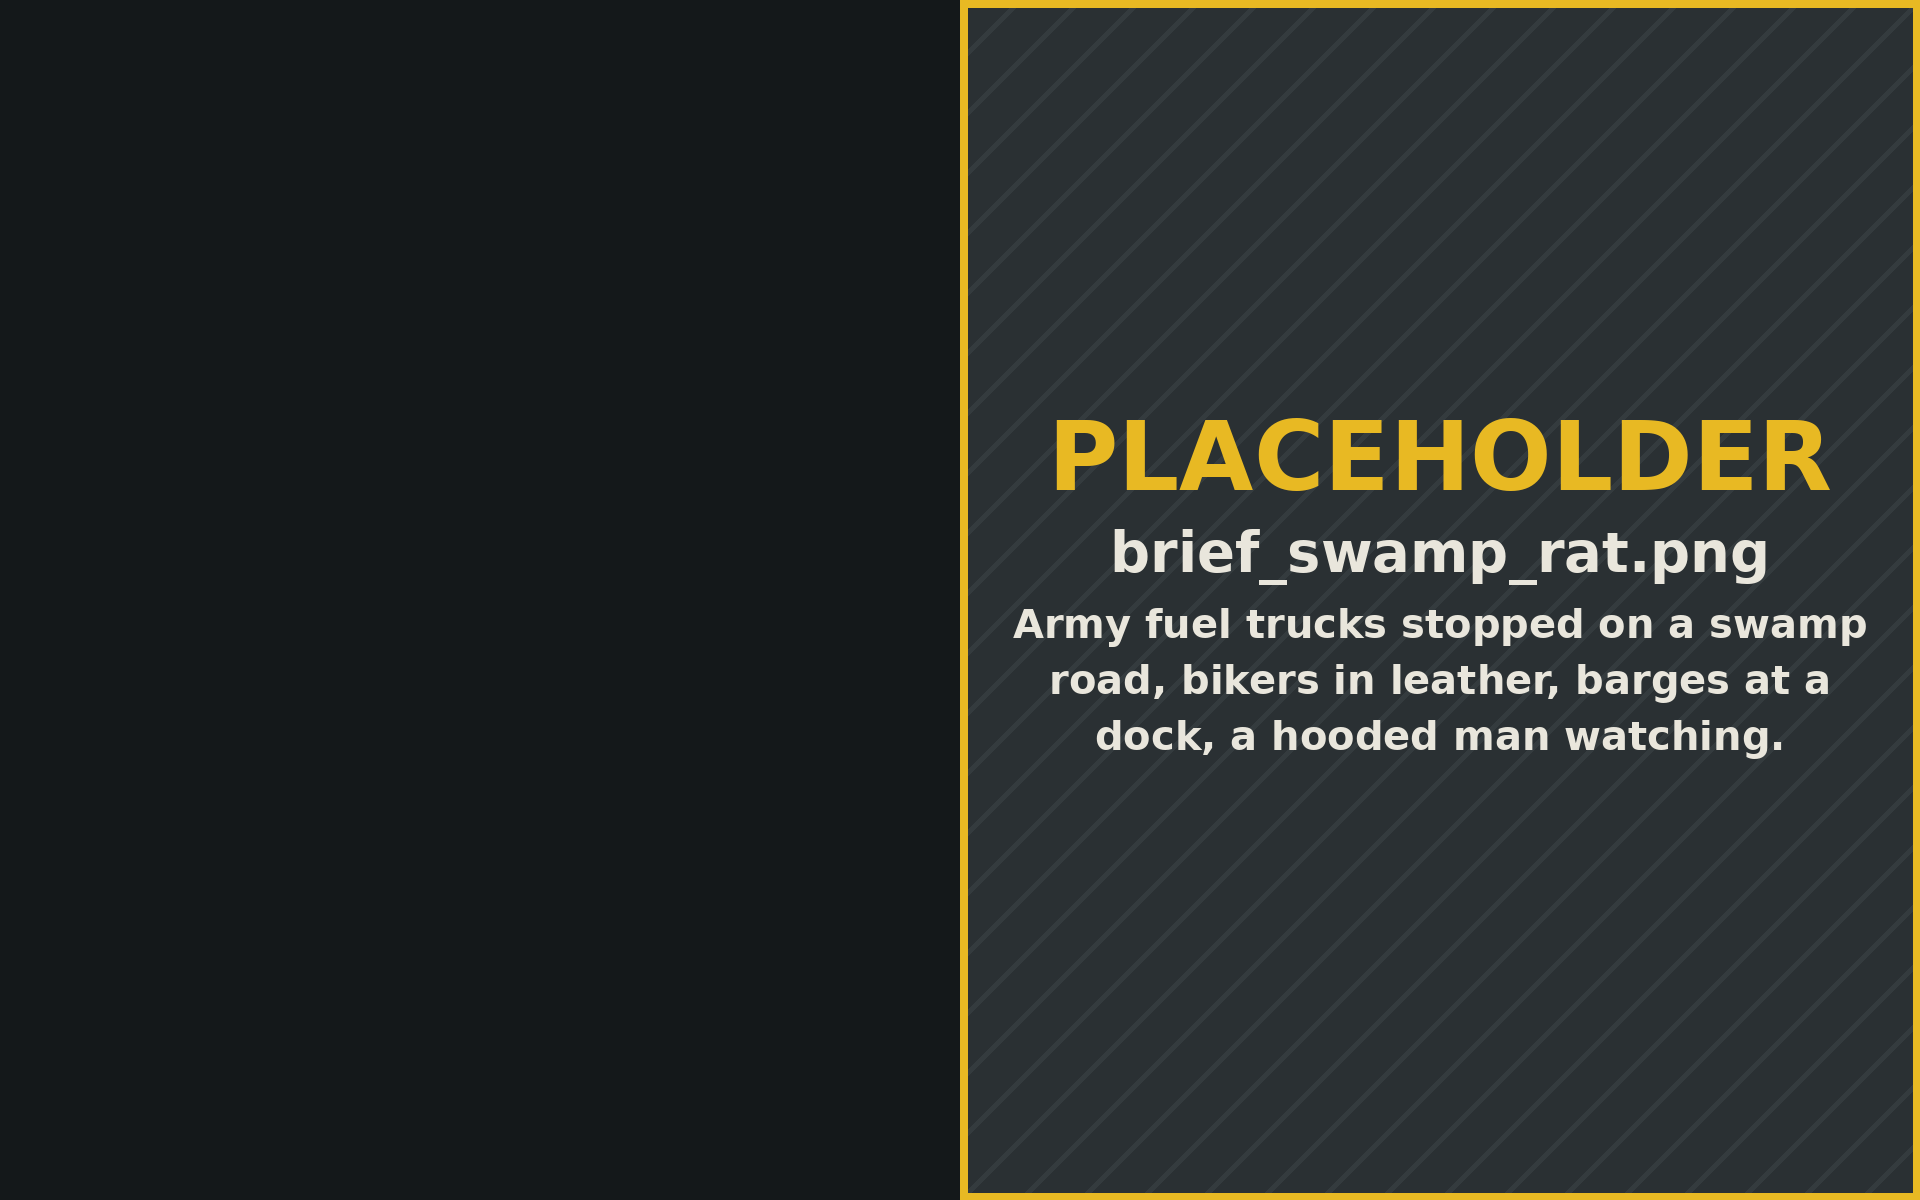 PLACEHOLDER
brief_swamp_rat.png
Army fuel trucks stopped on a swamp
road, bikers in leather, barges at a
dock, a hooded man watching.